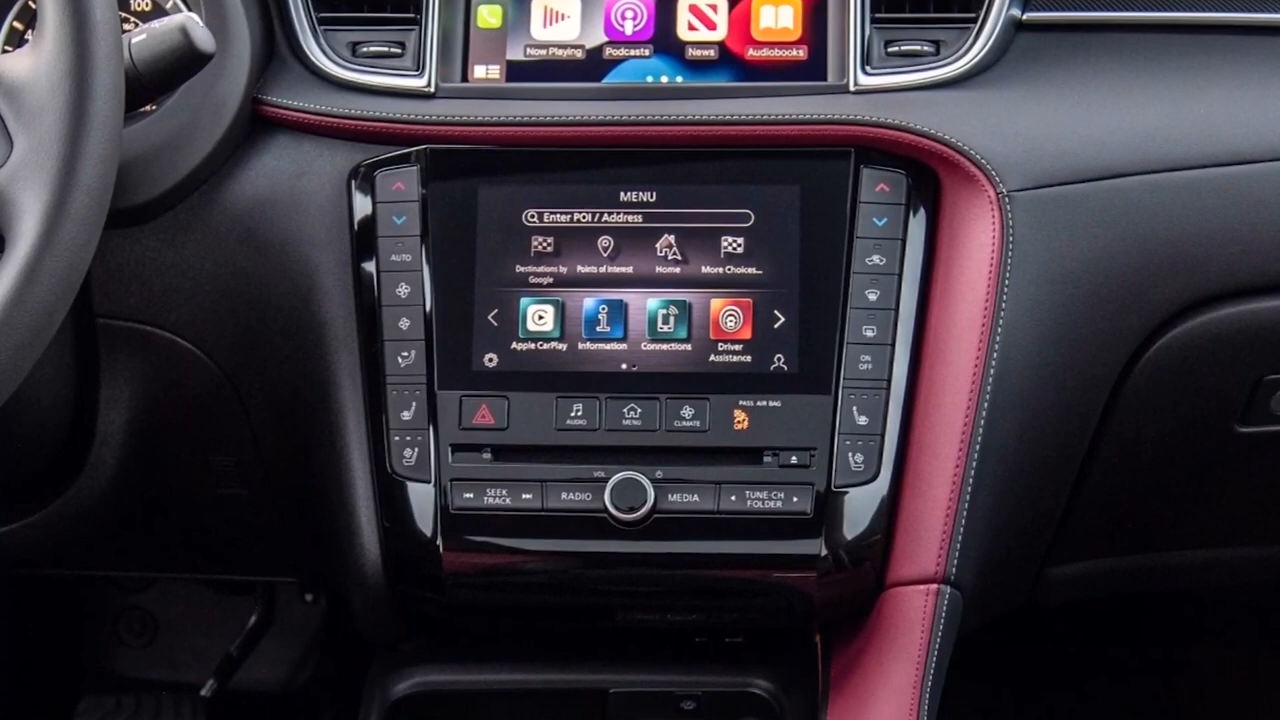 100
160
Now Playing
Podcasts
News
Audiobooks
MENU
Enter POI / Address
Destinations by
Google
Points of Interest
Home
More Choices...
Apple CarPlay
Information
Connections
Driver
Assistance
AUTO
ON
OFF
AUDIO
MENU
CLIMATE
PASS AIR BAG
OFF
VOL
SEEK
TRACK
RADIO
MEDIA
TUNE·CH
FOLDER